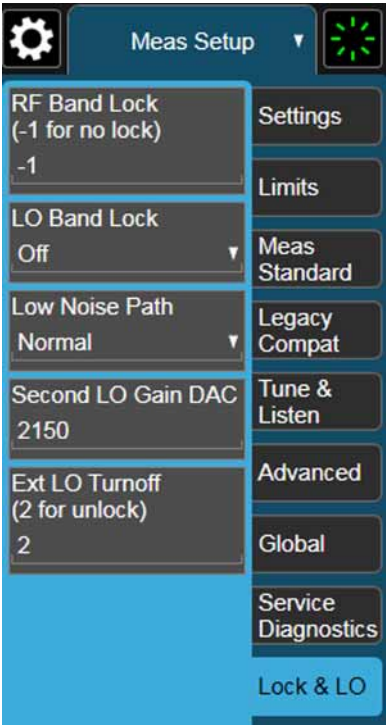 Meas Setup
RF Band Lock
(-1 for no lock)
-1
LO Band Lock
Off
Low Noise Path
Normal
Second LO Gain DAC
2150
Ext LO Turnoff
(2 for unlock)
2
Settings
Limits
Meas
Standard
Legacy
Compat
Tune &
Listen
Advanced
Global
Service
Diagnostics
Lock & LO